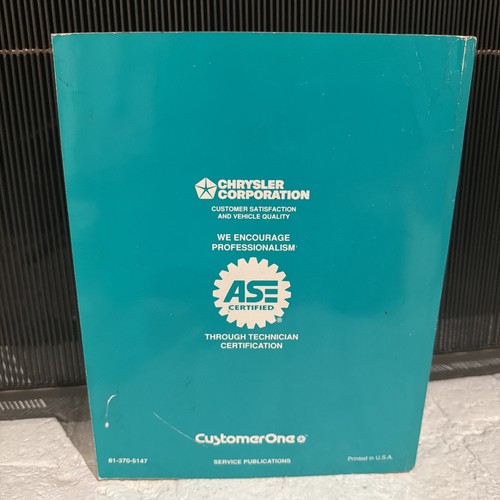 CHRYSLER
CORPORATION
CUSTOMER SATISFACTION
AND VEHICLE QUALITY
WE ENCOURAGE
PROFESSIONALISM
ASE
CERTIFIED
THROUGH TECHNICIAN
CERTIFICATION
CustomerOne
81-370-5147
SERVICE PUBLICATIONS
Printed in U.S.A.